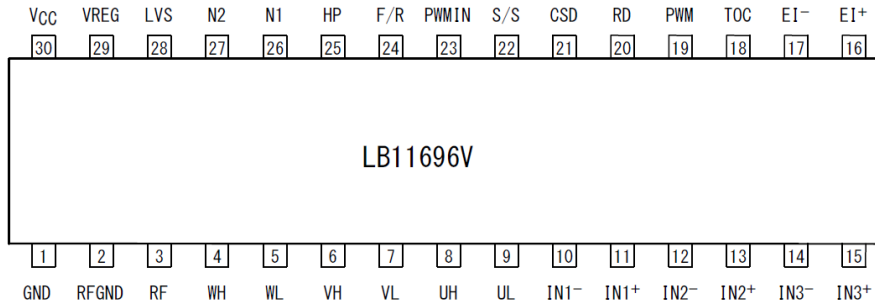 VCC VREG LVS N2 N1 HP F/R PWMIN S/S CSD RD PWM TOC EI− EI+
30 29 28 27 26 25 24 23 22 21 20 19 18 17 16
LB11696V
1 2 3 4 5 6 7 8 9 10 11 12 13 14 15
GND RFGND RF WH WL VH VL UH UL IN1− IN1+ IN2− IN2+ IN3− IN3+